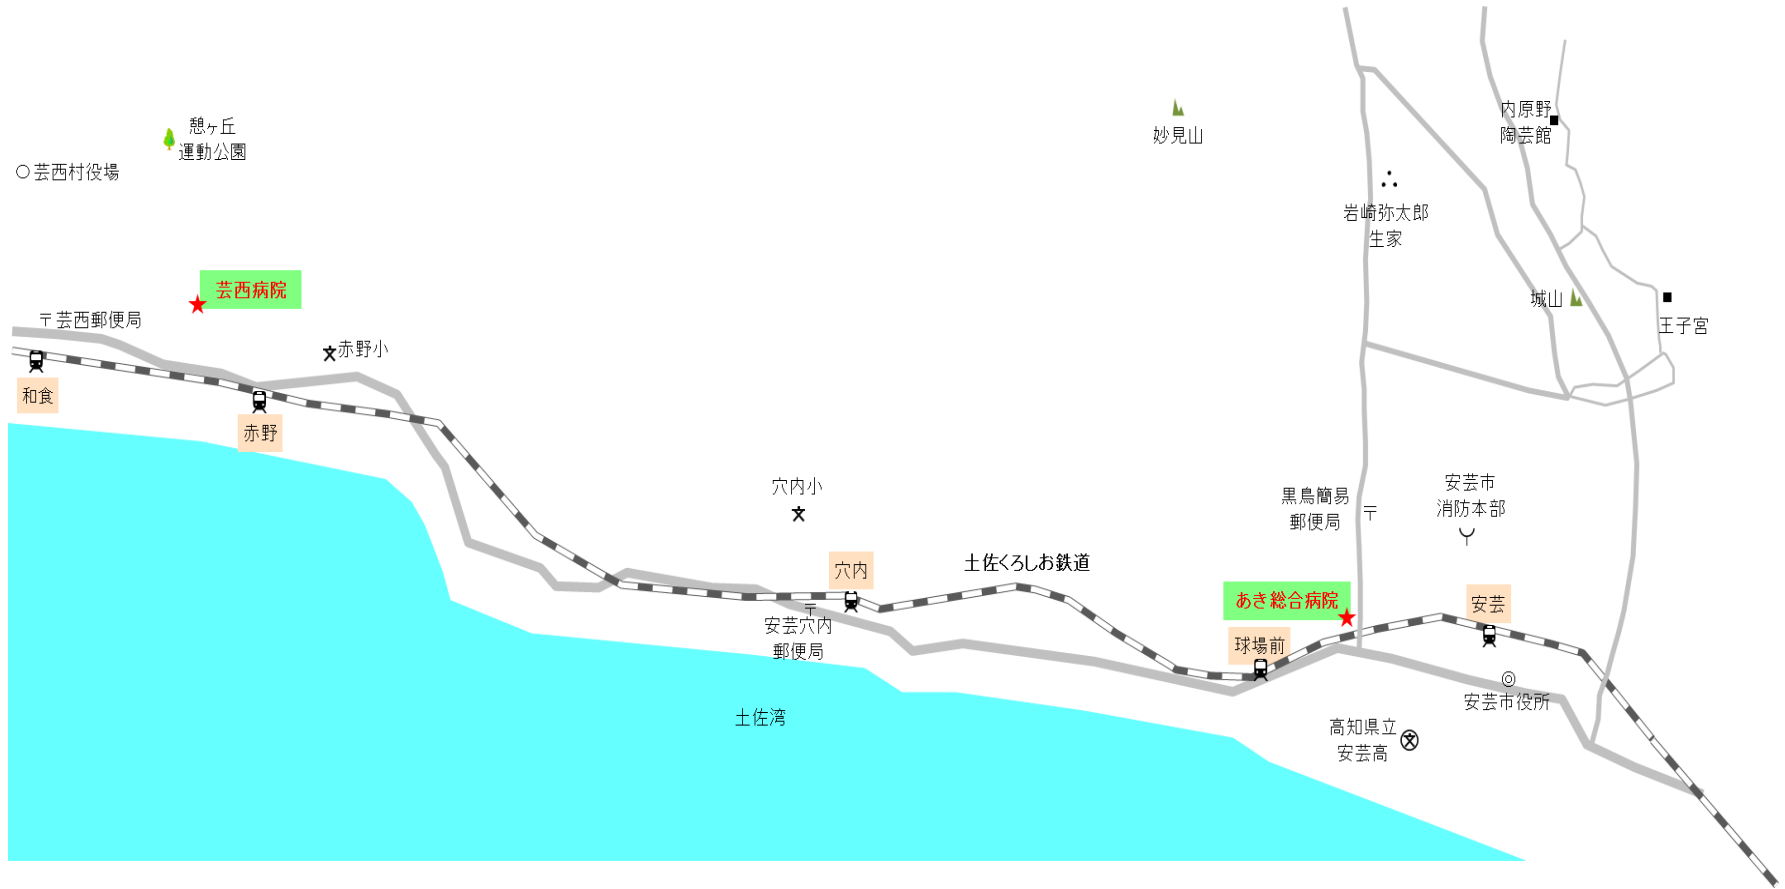 内原野
陶芸館
憩ヶ丘
運動公園
妙見山
芸西村役場
岩崎弥太郎
生家
芸西病院
城山
〒芸西郵便局
王子宮
赤野小
和食
赤野
安芸市
消防本部
穴内小
黒鳥簡易
郵便局
〒
土佐くろしお鉄道
穴内
あき総合病院
安芸
〒
安芸穴内
郵便局
球場前
安芸市役所
土佐湾
高知県立
安芸高